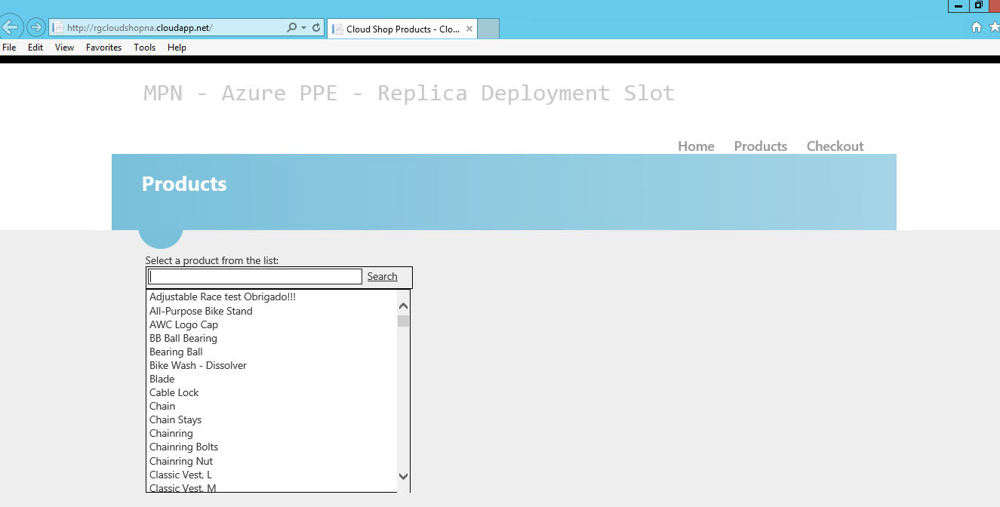 http://rgcloudshopna.cloudapp.net/
Cloud Shop Products - Clo...
File Edit View Favorites Tools Help
MPN - Azure PPE - Replica Deployment Slot
Home Products Checkout
Products
Select a product from the list:
Search
Adjustable Race test Obrigado!!!
All-Purpose Bike Stand
AWC Logo Cap
BB Ball Bearing
Bearing Ball
Bike Wash - Dissolver
Blade
Cable Lock
Chain
Chain Stays
Chainring
Chainring Bolts
Chainring Nut
Classic Vest, L
Classic Vest, M